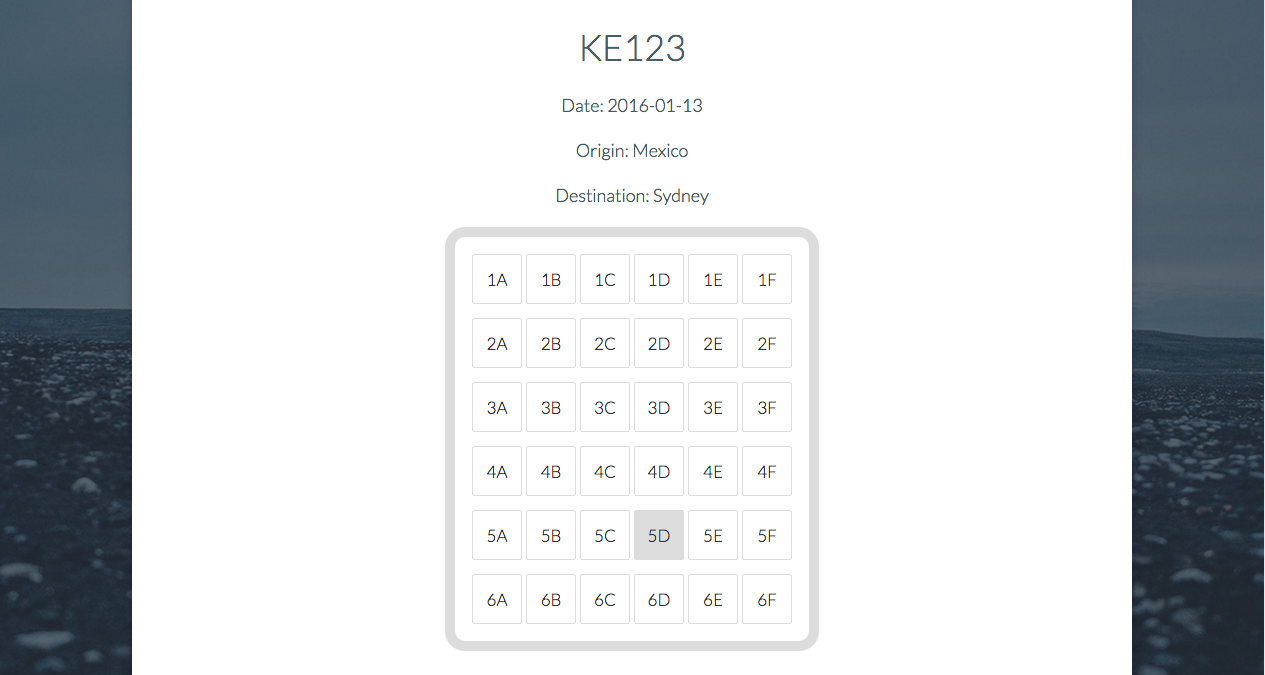 KE123
Date: 2016-01-13
Origin: Mexico
Destination: Sydney
1A 1B 1C 1D 1E 1F
2A 2B 2C 2D 2E 2F
3A 3B 3C 3D 3E 3F
4A 4B 4C 4D 4E 4F
5A 5B 5C 5D 5E 5F
6A 6B 6C 6D 6E 6F